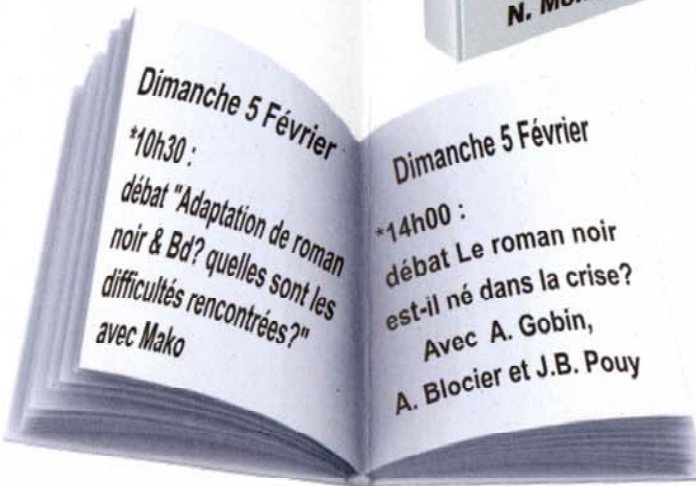 N.
Dimanche 5 Février
*10h30 :
débat "Adaptation de roman
noir & Bd? quelles sont les
difficultés rencontrées?"
avec Mako
Dimanche 5 Février
*14h00 :
débat Le roman noir
est-il né dans la crise?
Avec A. Gobin,
A. Blocier et J.B. Pouy